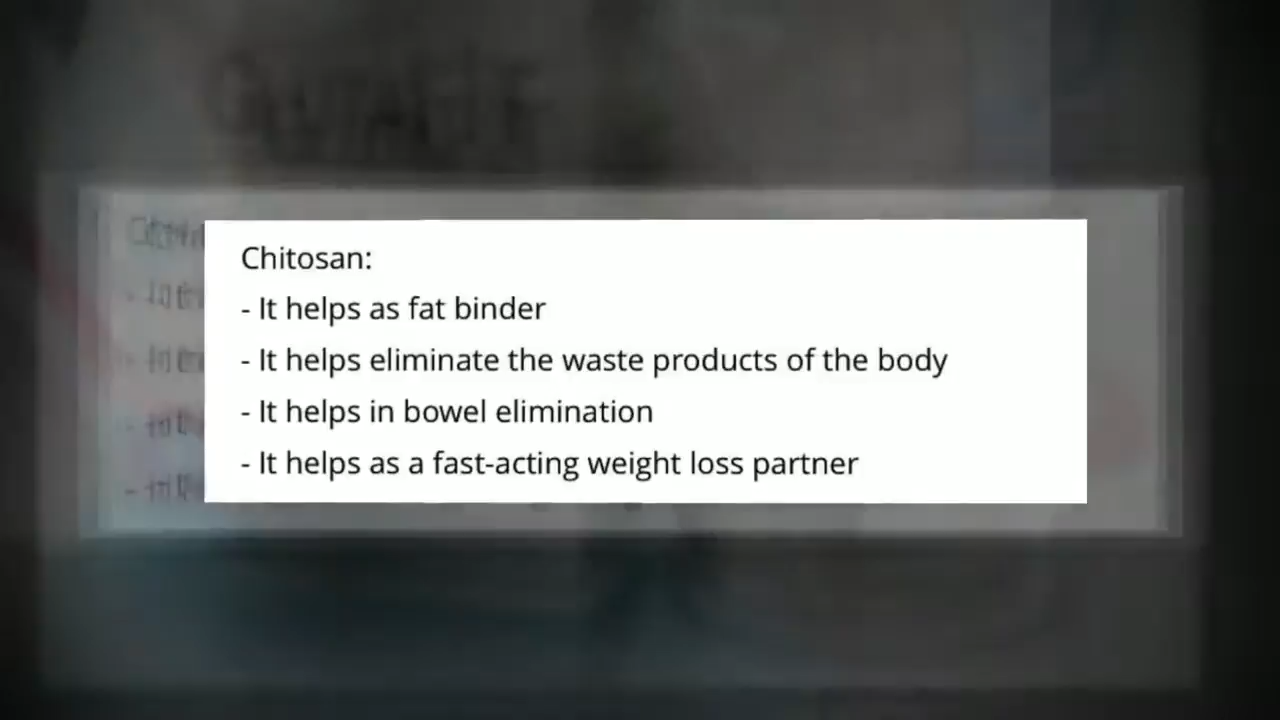 Chitosan:
- It helps as fat binder
- It helps eliminate the waste products of the body
- It helps in bowel elimination
- It helps as a fast-acting weight loss partner